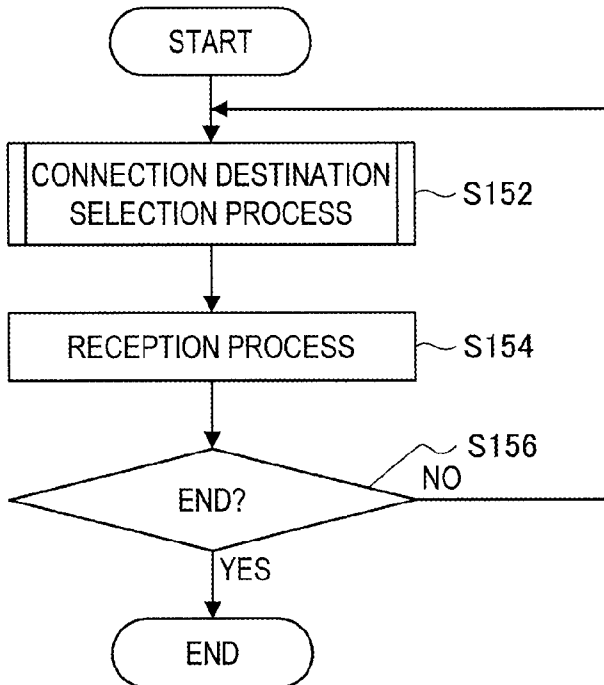 START
CONNECTION DESTINATION
SELECTION PROCESS
S152
RECEPTION PROCESS
S154
S156
END?
NO
YES
END